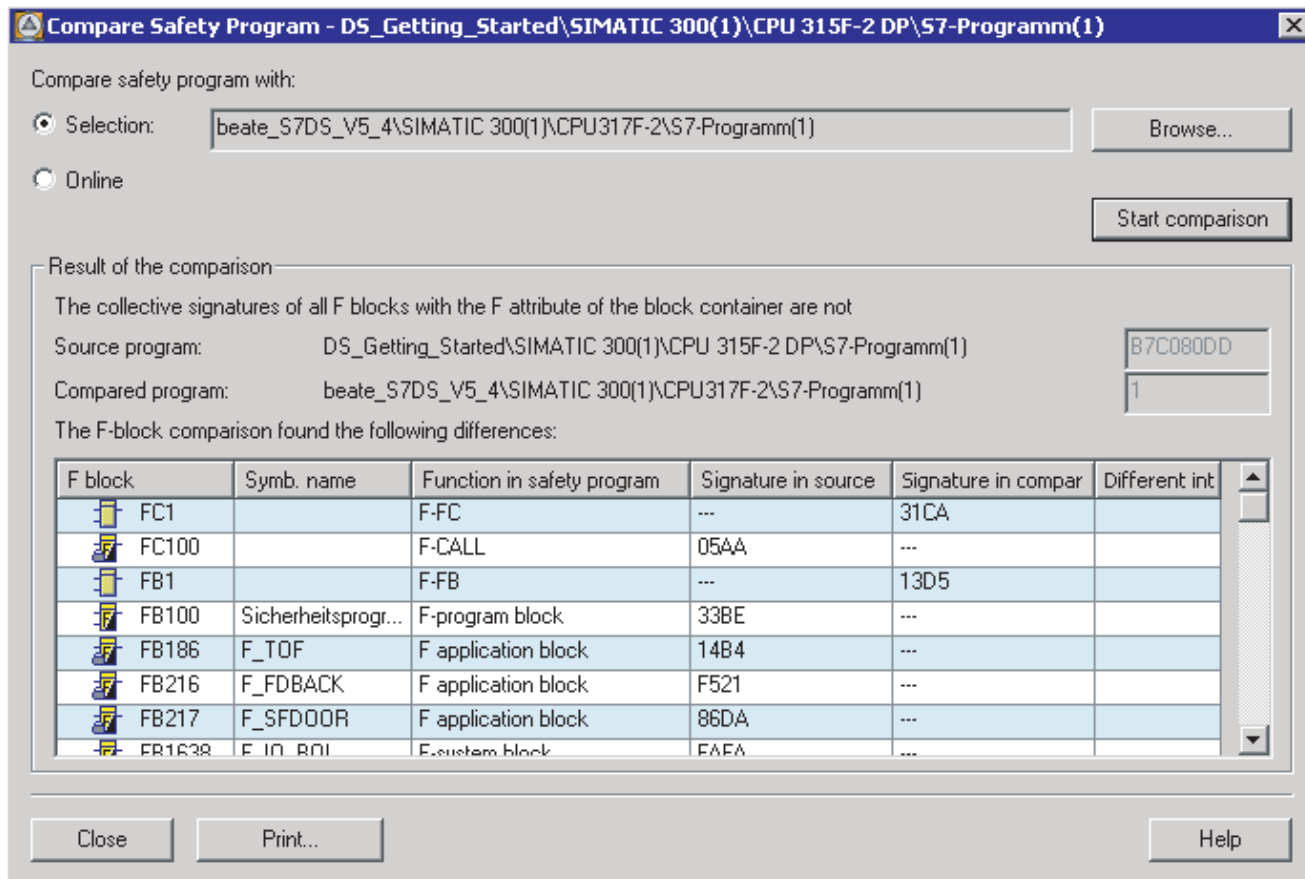 Compare Safety Program - DS_Getting_Started\SIMATIC 300(1)\CPU 315F-2 DP\S7-Programm(1)
Compare safety program with:
Selection: beate_S7DS_V5_4\SIMATIC 300(1)\CPU317F-2\S7-Programm(1) Browse...
Online
Start comparison
Result of the comparison
The collective signatures of all F blocks with the F attribute of the block container are not
Source program: DS_Getting_Started\SIMATIC 300(1)\CPU 315F-2 DP\S7-Programm(1) B7C080DD
Compared program: beate_S7DS_V5_4\SIMATIC 300(1)\CPU317F-2\S7-Programm(1) 1
The F-block comparison found the following differences:
F block Symb. name Function in safety program Signature in source Signature in compar Different int
FC1 F-FC --- 31CA
FC100 F-CALL 05AA ---
FB1 F-FB --- 13D5
FB100 Sicherheitsprogr... F-program block 33BE ---
FB186 F_TOF F application block 14B4 ---
FB216 F_FDBACK F application block F521 ---
FB217 F_SFDOOR F application block 86DA ---
FB1638 F-system block ---
Close Print... Help